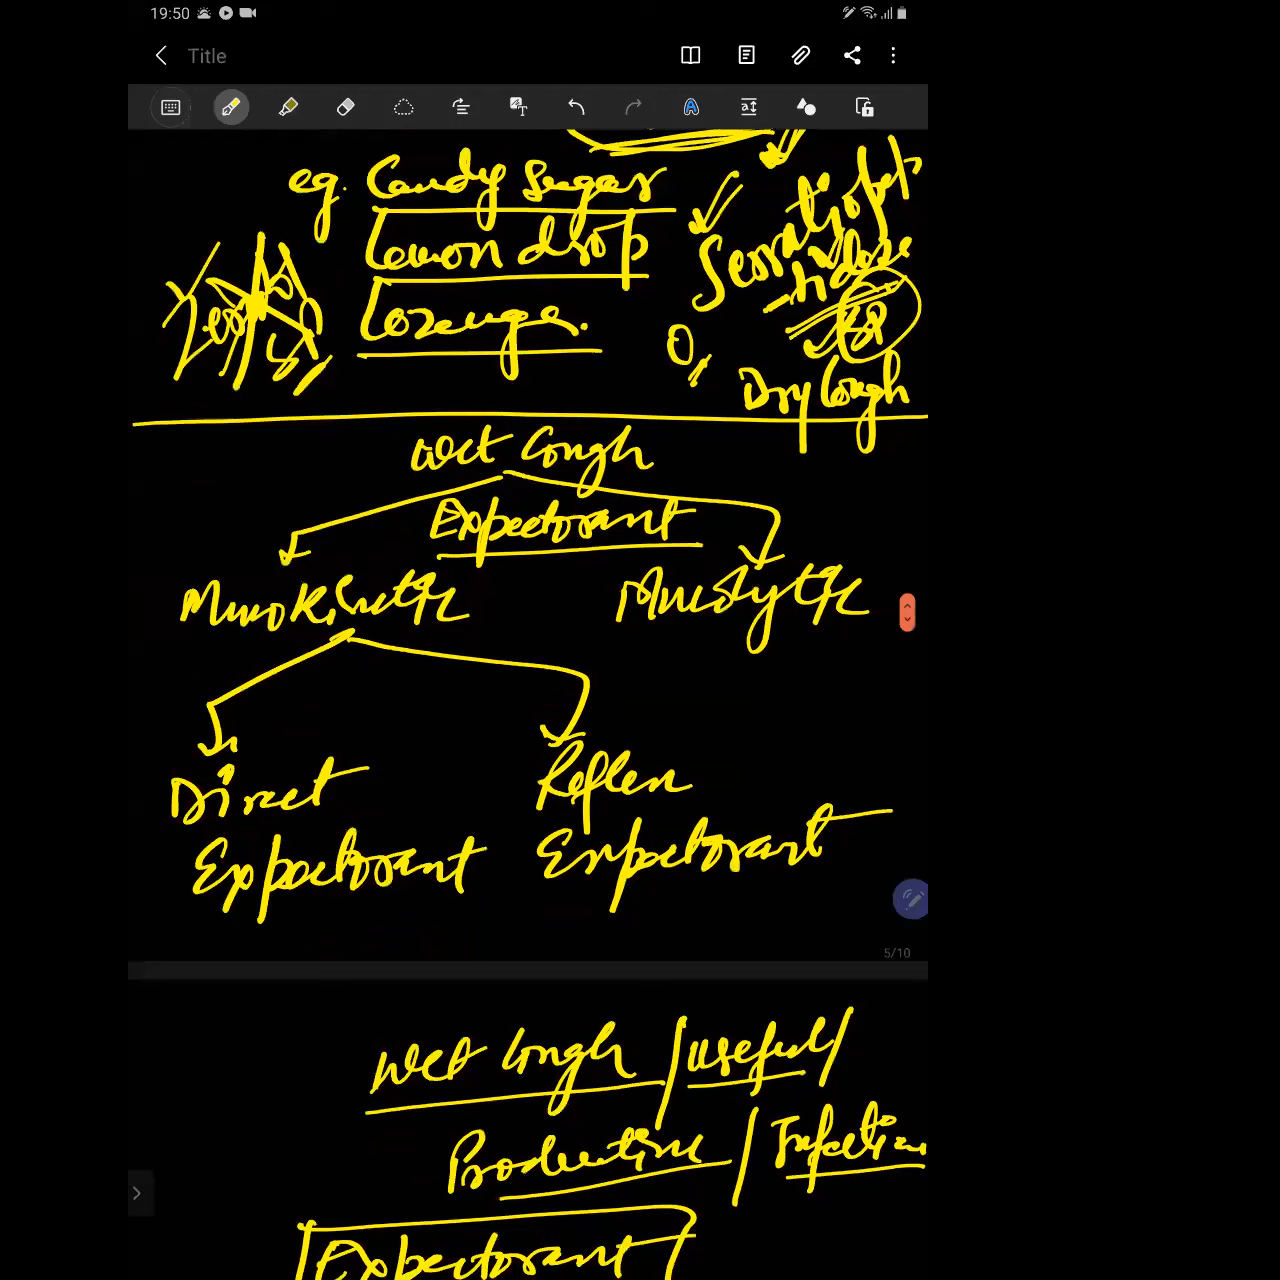 19:50
Title
eg. Candy Sugar
Lemon drop
Lozenge.
Dry Cough
Wet Cough
Expectorant
Mucokinetic Mucolytic
Direct Reflex
Expectorant Expectorant
5/10
Wet Cough / Useful /
Productive / Infection
Expectorant